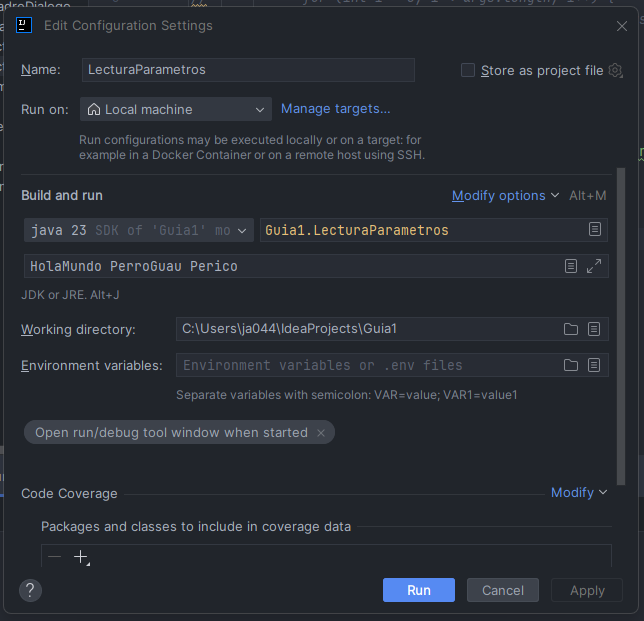 Edit Configuration Settings
Name: LecturaParametros Store as project file
Run on: Local machine Manage targets...
Run configurations may be executed locally or on a target: for
example in a Docker Container or on a remote host using SSH.
Build and run Modify options Alt+M
java 23 SDK of 'Guia1' mo Guia1.LecturaParametros
HolaMundo PerroGuau Perico
JDK or JRE. Alt+J
Working directory: C:\Users\ja044\IdeaProjects\Guia1
Environment variables: Environment variables or .env files
Separate variables with semicolon: VAR=value; VAR1=value1
Open run/debug tool window when started
Code Coverage Modify
Packages and classes to include in coverage data
? Run Cancel Apply